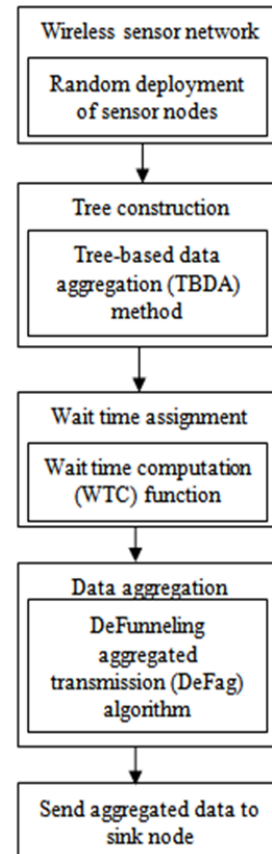 Wireless sensor network
Random deployment
of sensor nodes
Tree construction
Tree-based data
aggregation (TBDA)
method
Wait time assignment
Wait time computation
(WTC) function
Data aggregation
DeFunneling
aggregated
transmission (DeFag)
algorithm
Send aggregated data to
sink node